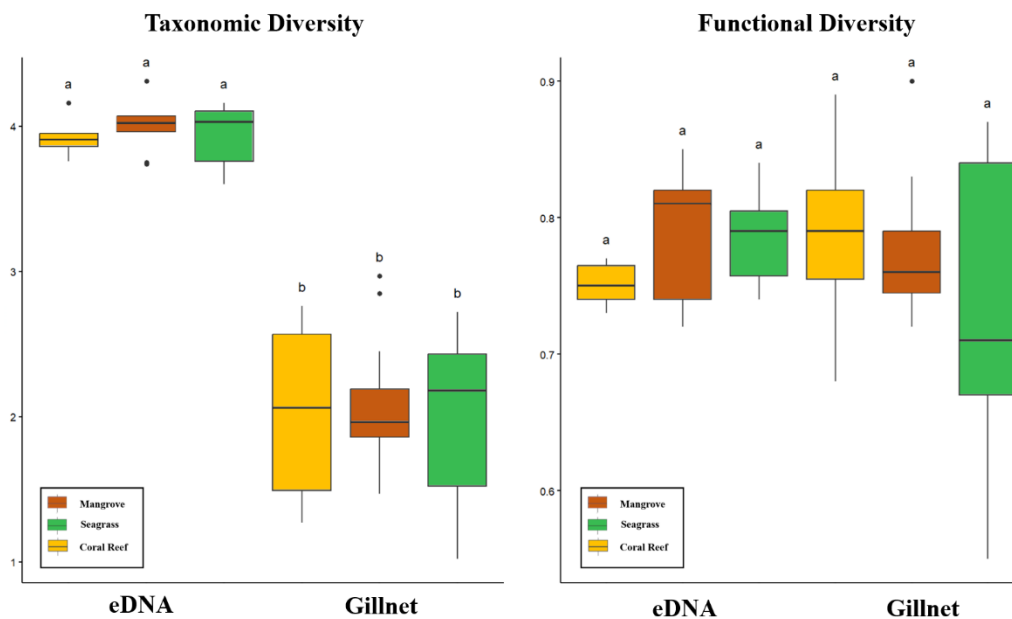 Taxonomic Diversity
4
3
2
1
a
a
a
b
b
b
Mangrove
Seagrass
Coral Reef
eDNA
Gillnet
Functional Diversity
0.9
0.8
0.7
0.6
a
a
a
a
a
a
Mangrove
Seagrass
Coral Reef
eDNA
Gillnet